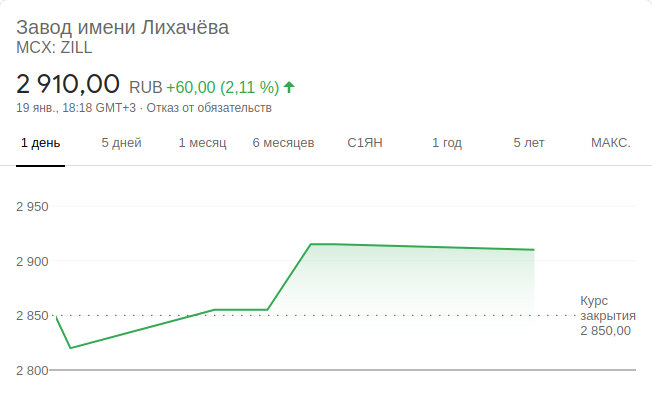 Завод имени Лихачёва
MCX: ZILL
2 910,00 RUB +60,00 (2,11 %)
19 янв., 18:18 GMT+3 · Отказ от обязательств
1 день 5 дней 1 месяц 6 месяцев С1ЯН 1 год 5 лет МАКС.
2 950
2 900
2 850
2 800
Курс
закрытия
2 850,00